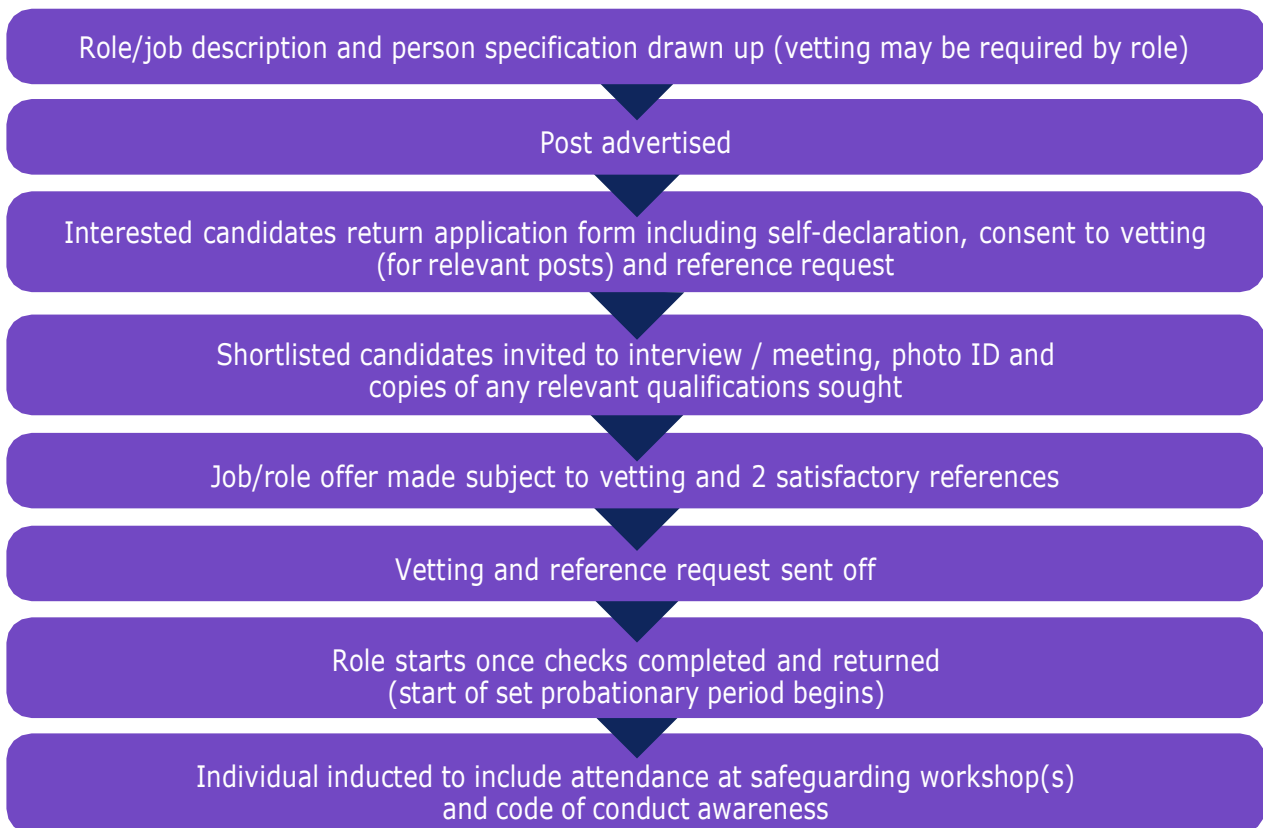 Role/job description and person specification drawn up (vetting may be required by role)
Post advertised
Interested candidates return application form including self-declaration, consent to vetting
(for relevant posts) and reference request
Shortlisted candidates invited to interview / meeting, photo ID and
copies of any relevant qualifications sought
Job/role offer made subject to vetting and 2 satisfactory references
Vetting and reference request sent off
Role starts once checks completed and returned
(start of set probationary period begins)
Individual inducted to include attendance at safeguarding workshop(s)
and code of conduct awareness